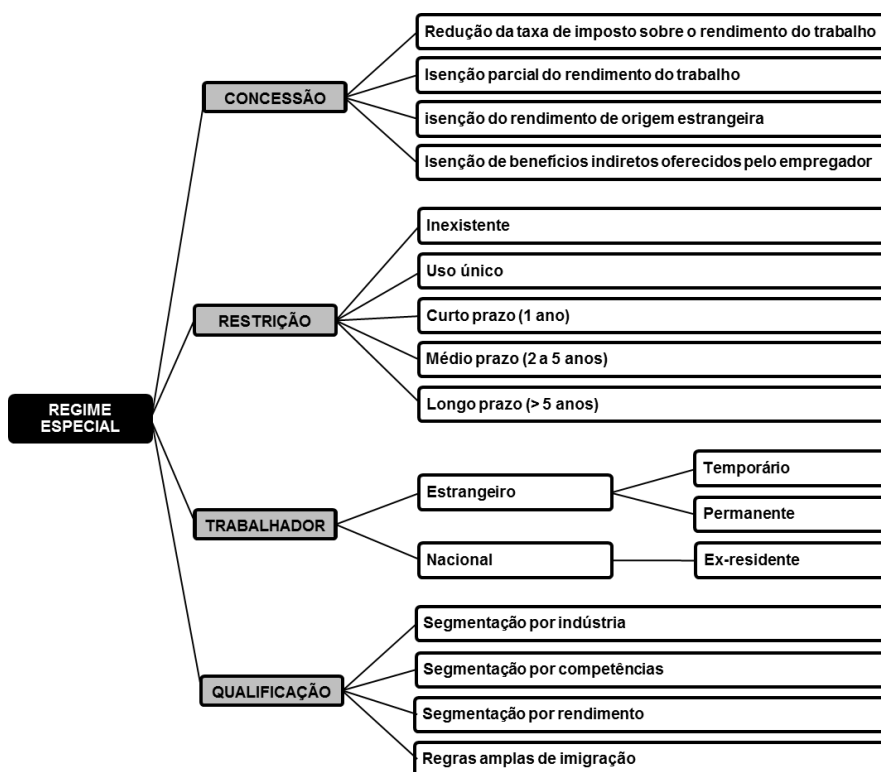 REGIME
ESPECIAL
CONCESSÃO
Redução da taxa de imposto sobre o rendimento do trabalho
Isenção parcial do rendimento do trabalho
isenção do rendimento de origem estrangeira
Isenção de benefícios indiretos oferecidos pelo empregador
RESTRIÇÃO
Inexistente
Uso único
Curto prazo (1 ano)
Médio prazo (2 a 5 anos)
Longo prazo (> 5 anos)
TRABALHADOR
Estrangeiro
Temporário
Permanente
Nacional
Ex-residente
QUALIFICAÇÃO
Segmentação por indústria
Segmentação por competências
Segmentação por rendimento
Regras amplas de imigração